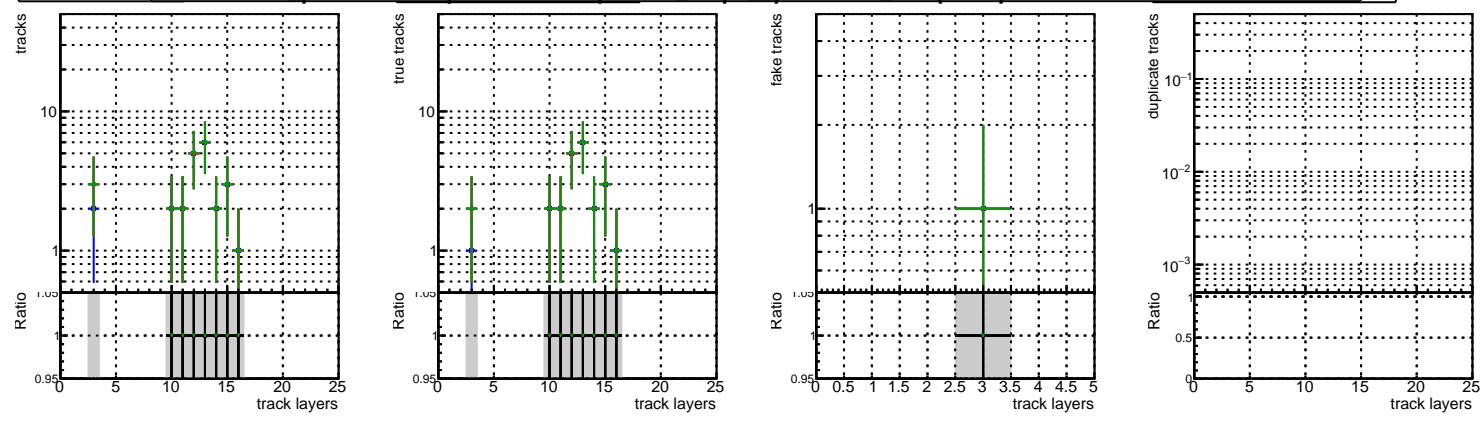 tracks
10
1
Ratio
1.05
1
0.95
0 5 10 15 20 25
track layers
true tracks
10
1
Ratio
1.05
1
0.95
0 5 10 15 20 25
track layers
fake tracks
1
Ratio
1.05
1
0.95
0 0.5 1 1.5 2 2.5 3 3.5 4 4.5 5
track layers
duplicate tracks
10⁻¹
10⁻²
10⁻³
Ratio
1
0.5
0
0 5 10 15 20 25
track layers